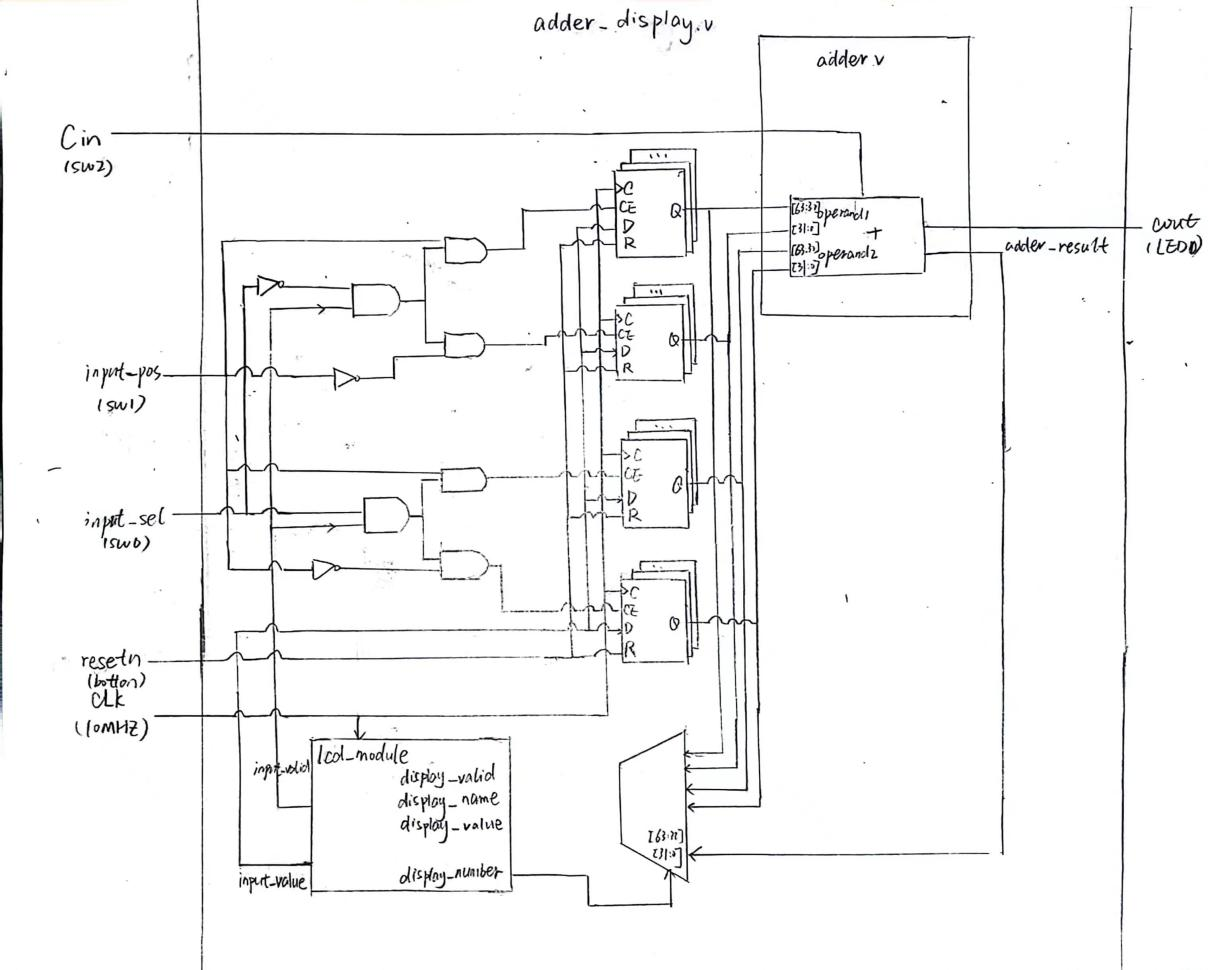 adder_display.v
adder.v
Cin
(SW2)
...
C
CE
D
R
Q
[63:32]
operand1
[31:0]
+
[63:32]
operand2
[31:0]
cout
(LED0)
adder_result
...
C
CE
D
R
Q
input_pos
(SW1)
...
C
CE
D
R
Q
input_sel
(SW0)
...
C
CE
D
R
Q
resetn
(botton)
CLK
(10MHZ)
lcd_module
input_valid
display_valid
display_name
display_value
[63:32]
[31:0]
display_number
input_value